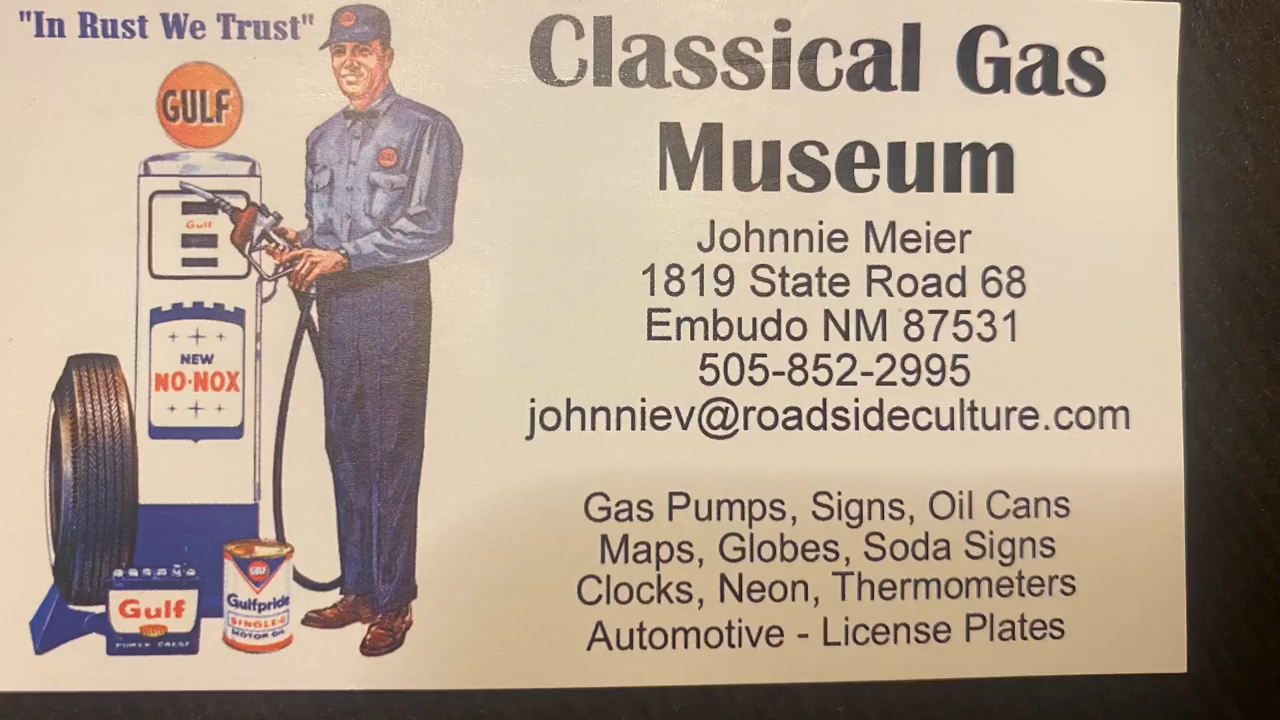 "In Rust We Trust"
GULF
Gulf
NEW
NO-NOX
Gulf
POWER CREST
Gulfpride
SINGLE-G
MOTOR OIL
Classical Gas
Museum
Johnnie Meier
1819 State Road 68
Embudo NM 87531
505-852-2995
johnniev@roadsideculture.com
Gas Pumps, Signs, Oil Cans
Maps, Globes, Soda Signs
Clocks, Neon, Thermometers
Automotive - License Plates